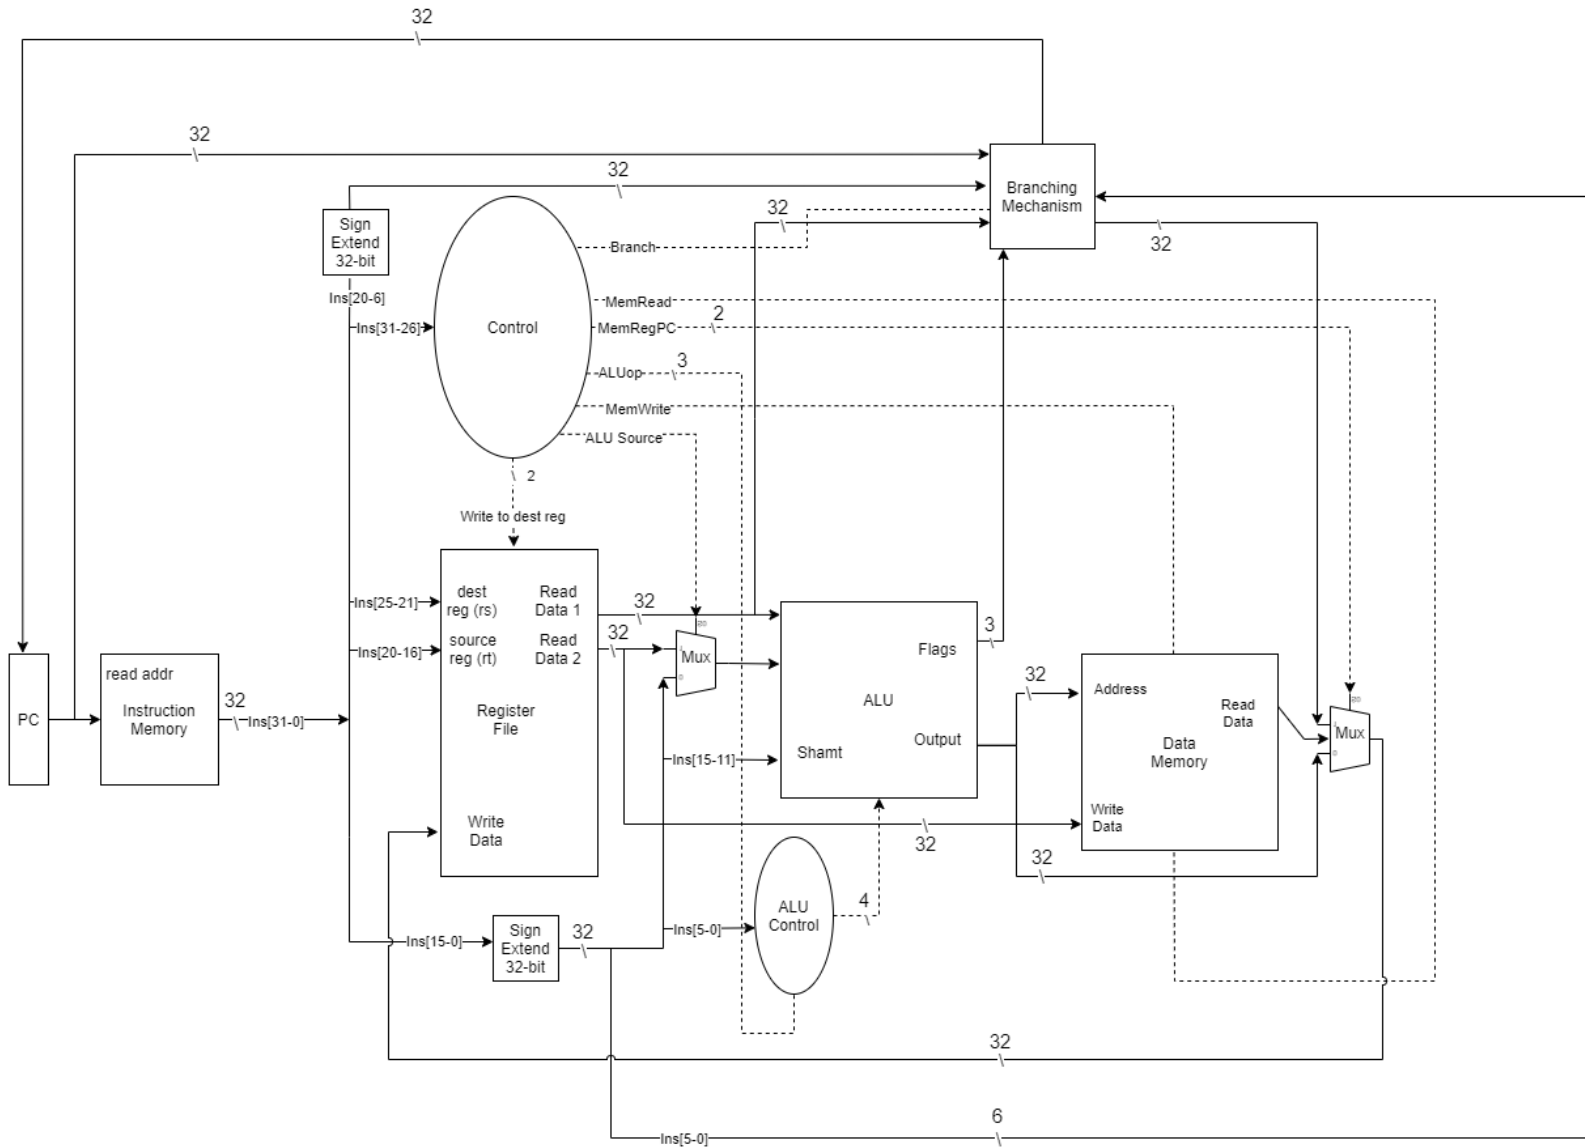 32
32
32
Branching
Mechanism
32
32
Sign
Extend
32-bit
Branch
Ins[20-6]
MemRead
Ins[31-26]
Control
MemRegPC
2
ALUop
3
MemWrite
ALU Source
2
Write to dest reg
Ins[25-21]
dest
reg (rs)
Read
Data 1
32
Ins[20-16]
source
reg (rt)
Read
Data 2
32
Mux
0
Flags
3
ALU
32
Address
Read
Data
PC
read addr
Instruction
Memory
32
Ins[31-0]
Register
File
Shamt
Output
Ins[15-11]
Data
Memory
Mux
0
Write
Data
32
Write
Data
32
Ins[15-0]
Sign
Extend
32-bit
32
Ins[5-0]
ALU
Control
4
32
Ins[5-0]
6